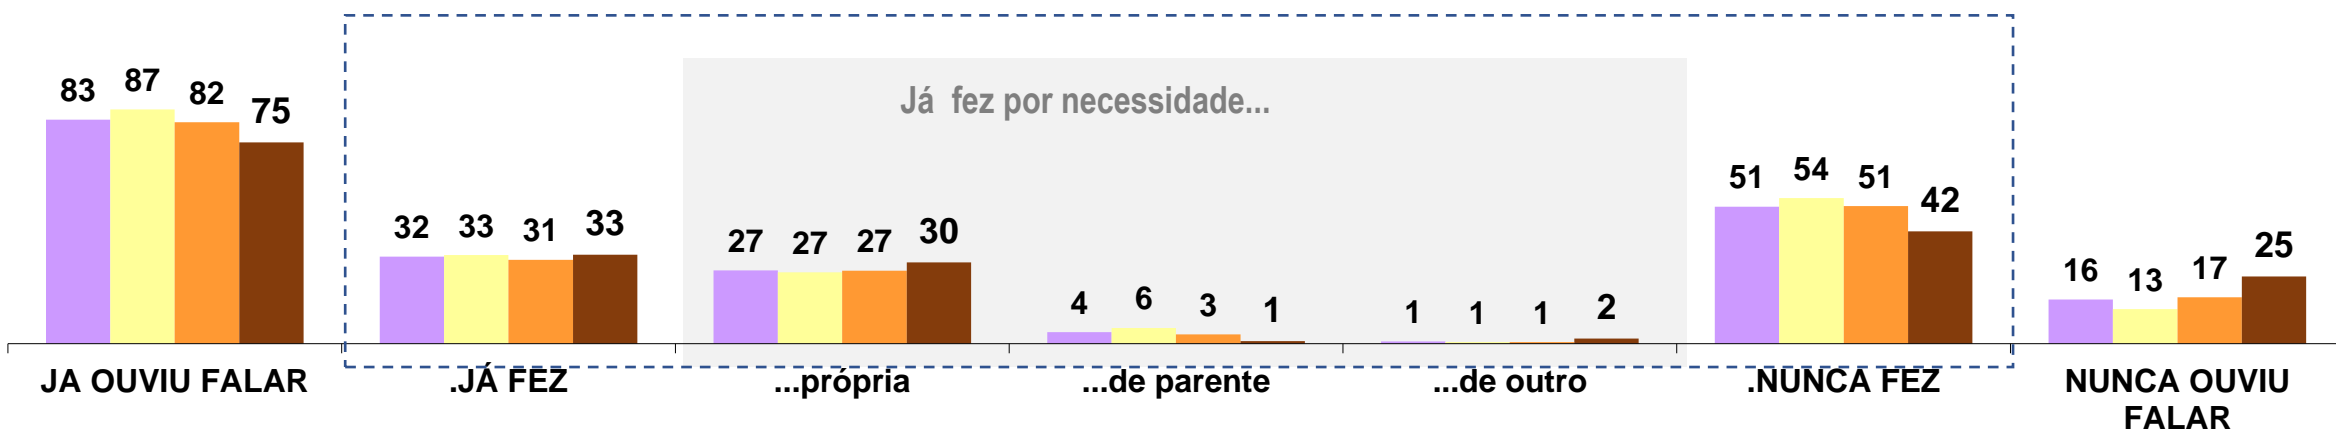 83 87 82 75
32 33 31 33
Já fez por necessidade...
27 27 27 30
4 6 3 1
1 1 1 2
51 54 51 42
16 13 17 25
JA OUVIU FALAR
.JÁ FEZ
...própria
...de parente
...de outro
.NUNCA FEZ
NUNCA OUVIU
FALAR